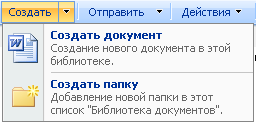 Создать Отправить Действия
Создать документ
Создание нового документа в этой
библиотеке.
Создать папку
Добавление новой папки в этот
список "Библиотека документов".